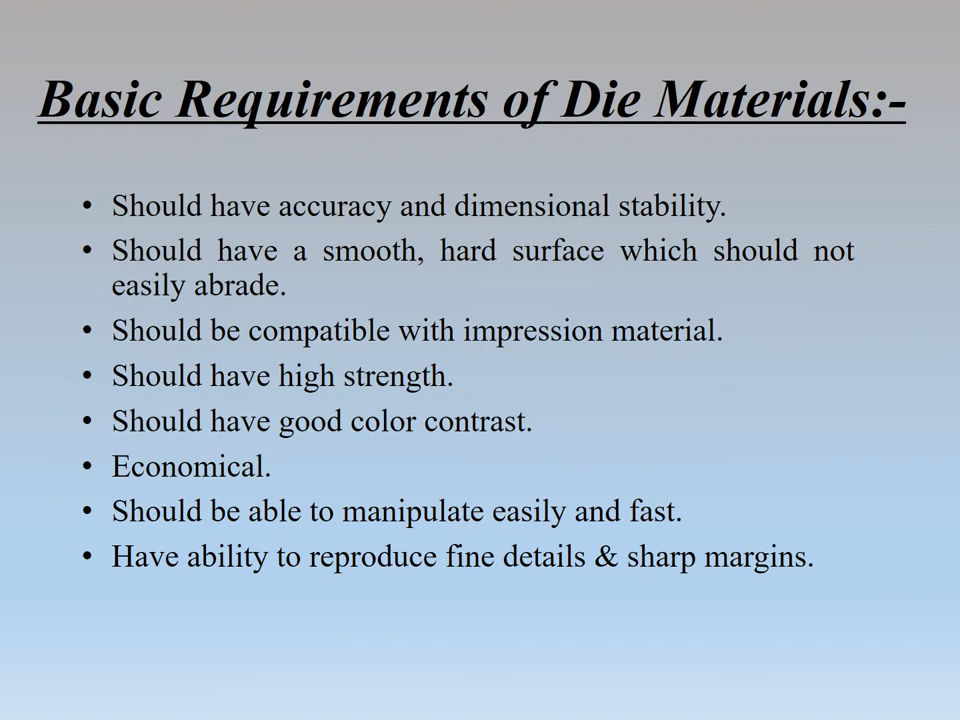 Basic Requirements of Die Materials:-
• Should have accuracy and dimensional stability.
• Should have a smooth, hard surface which should not
easily abrade.
• Should be compatible with impression material.
• Should have high strength.
• Should have good color contrast.
• Economical.
• Should be able to manipulate easily and fast.
• Have ability to reproduce fine details & sharp margins.